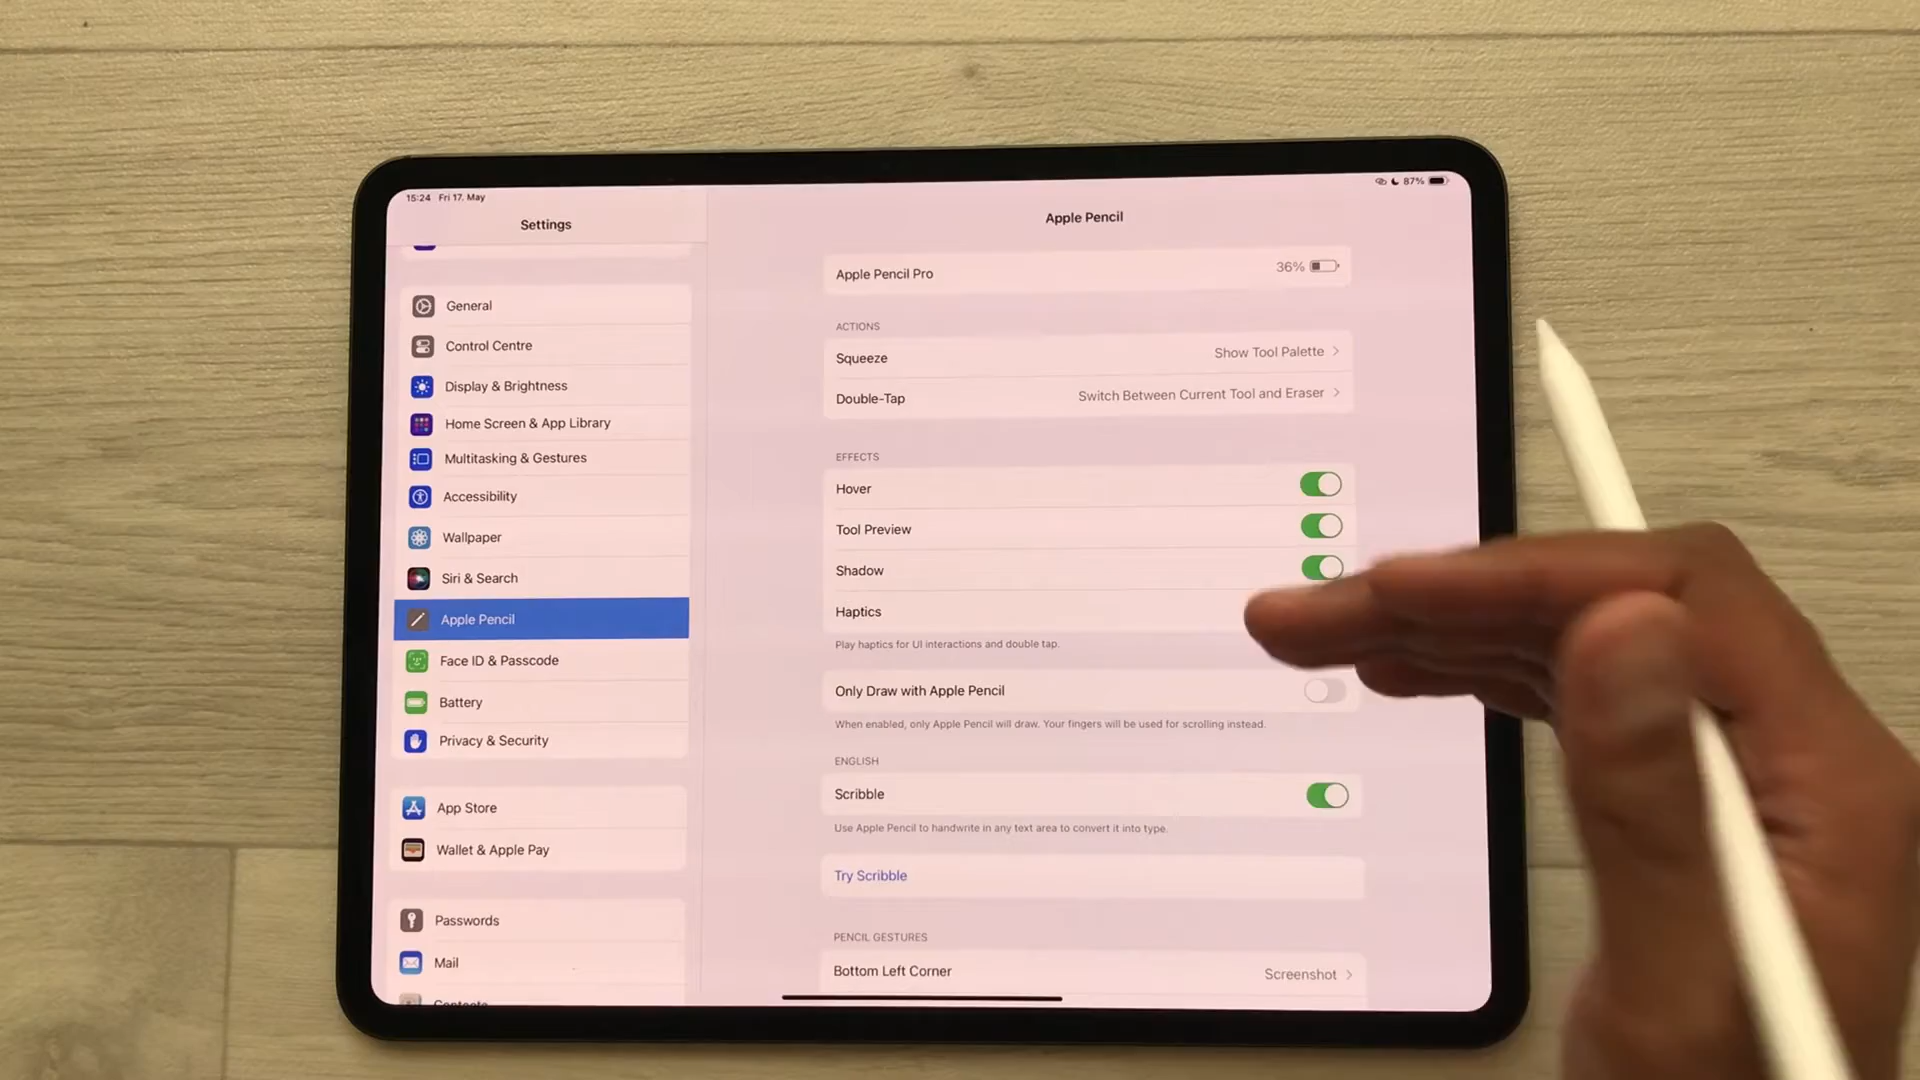 15:24 Fri 17. May
87%
Settings
General
Control Centre
Display & Brightness
Home Screen & App Library
Multitasking & Gestures
Accessibility
Wallpaper
Siri & Search
Apple Pencil
Face ID & Passcode
Battery
Privacy & Security
App Store
Wallet & Apple Pay
Passwords
Mail
Contacts
Apple Pencil
Apple Pencil Pro 36%
ACTIONS
Squeeze Show Tool Palette
Double-Tap Switch Between Current Tool and Eraser
EFFECTS
Hover
Tool Preview
Shadow
Haptics
Play haptics for UI interactions and double tap.
Only Draw with Apple Pencil
When enabled, only Apple Pencil will draw. Your fingers will be used for scrolling instead.
ENGLISH
Scribble
Use Apple Pencil to handwrite in any text area to convert it into type.
Try Scribble
PENCIL GESTURES
Bottom Left Corner Screenshot